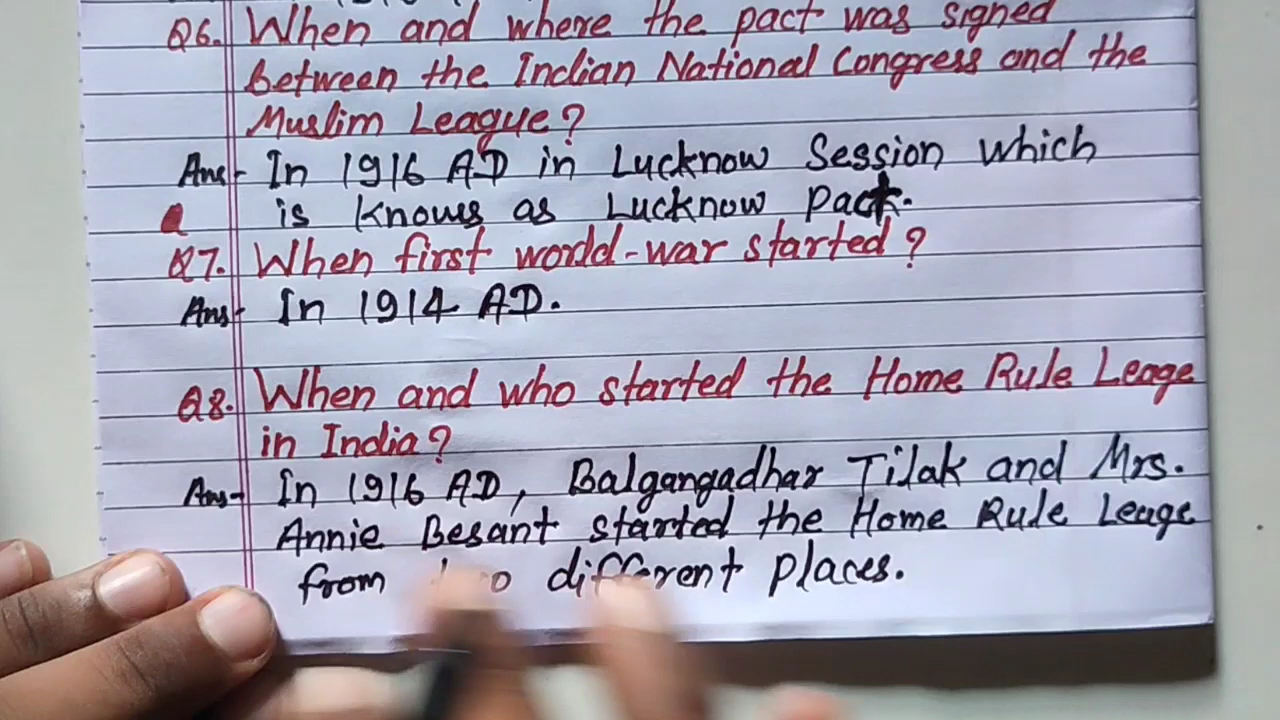 Q6. When and where the pact was signed
between the Indian National Congress and the
Muslim League?
Ans- In 1916 AD in Lucknow Session which
is knows as Lucknow pact.
Q7. When first world-war started?
Ans- In 1914 AD.
Q8. When and who started the Home Rule Leage
in India?
Ans- In 1916 AD, Balgangadhar Tilak and Mrs.
Annie Besant started the Home Rule Leage
from different places.